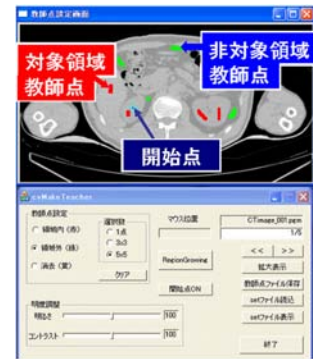 教師点設定画面
対象領域
教師点
非対象領域
教師点
開始点
cvMakeTeacher
教師点設定
領域内 (赤)
領域外 (緑)
消去 (黒)
選択数
1点
3x3
5x5
クリア
マウス位置
CTimage_001.ppm
1/5
RegionGrowing
開始点ON
<< >>
拡大表示
教師点ファイル保存
setファイル読込
setファイル表示
終了
明度調整
明るさ
100
コントラスト
100